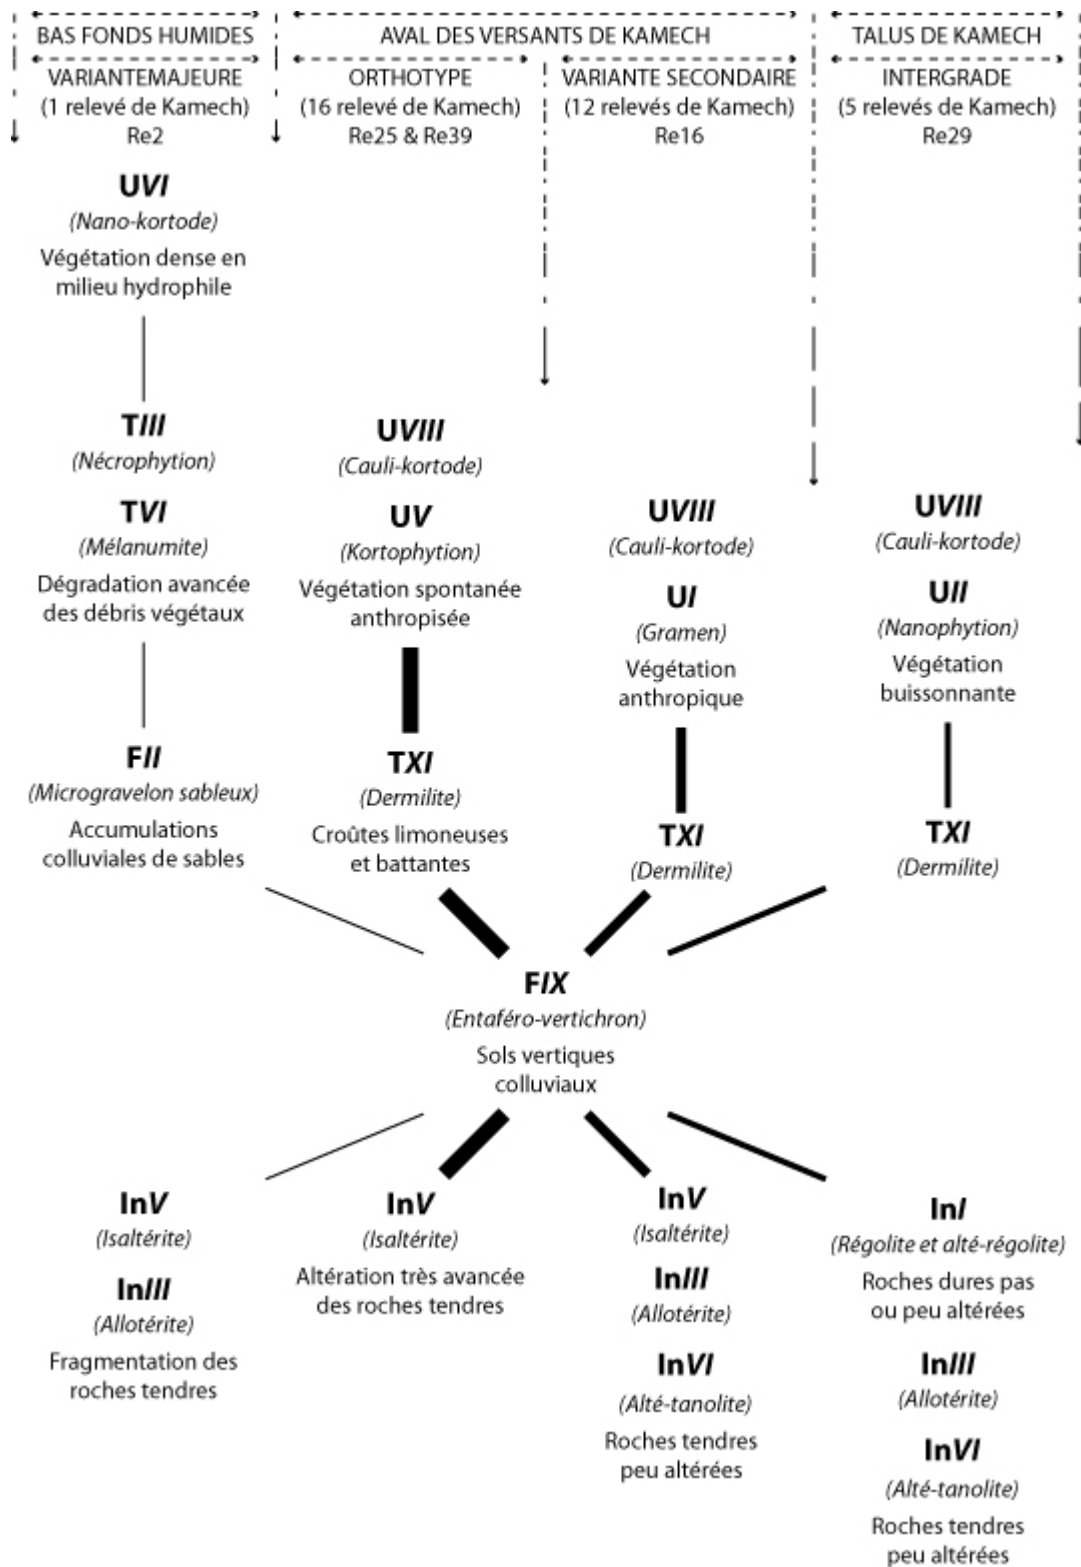 BAS FONDS HUMIDES
AVAL DES VERSANTS DE KAMECH
TALUS DE KAMECH
VARIANTEMAJEURE
(1 relevé de Kamech)
Re2
ORTHOTYPE
(16 relevé de Kamech)
Re25 & Re39
VARIANTE SECONDAIRE
(12 relevés de Kamech)
Re16
INTERGRADE
(5 relevés de Kamech)
Re29
UVI
(Nano-kortode)
Végétation dense en
milieu hydrophile
TIII
(Nécrophytion)
TVI
(Mélanumite)
Dégradation avancée
des débris végétaux
FII
(Microgravelon sableux)
Accumulations
colluviales de sables
UVIII
(Cauli-kortode)
UV
(Kortophytion)
Végétation spontanée
anthropisée
TXI
(Dermilite)
Croûtes limoneuses
et battantes
UVIII
(Cauli-kortode)
UI
(Gramen)
Végétation
anthropique
TXI
(Dermilite)
UVIII
(Cauli-kortode)
UII
(Nanophytion)
Végétation
buissonnante
TXI
(Dermilite)
FIX
(Entaféro-vertichron)
Sols vertiques
colluviaux
InV
(Isaltérite)
InIII
(Allotérite)
Fragmentation des
roches tendres
InV
(Isaltérite)
Altération très avancée
des roches tendres
InV
(Isaltérite)
InIII
(Allotérite)
InVI
(Alté-tanolite)
Roches tendres
peu altérées
InI
(Régolite et alté-régolite)
Roches dures pas
ou peu altérées
InIII
(Allotérite)
InVI
(Alté-tanolite)
Roches tendres
peu altérées